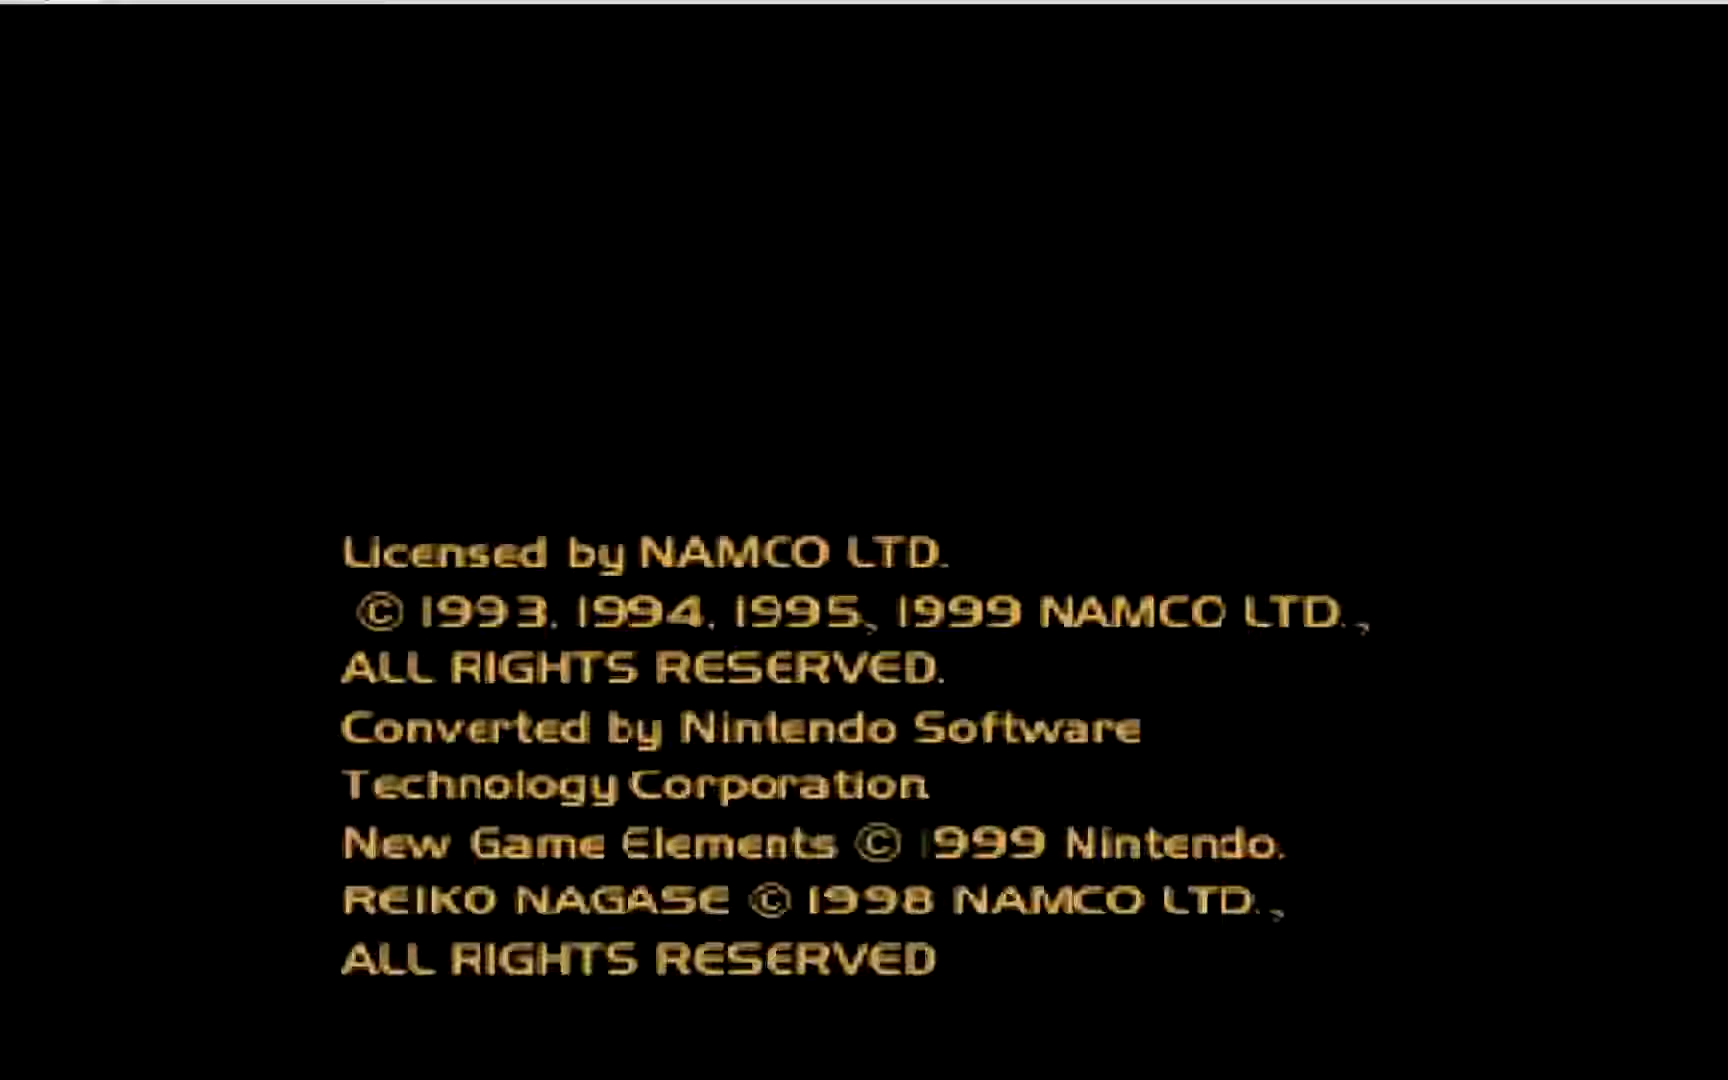 Licensed by NAMCO LTD.
© 1993, 1994, 1995, 1999 NAMCO LTD.,
ALL RIGHTS RESERVED.
Converted by Nintendo Software
Technology Corporation
New Game Elements © 1999 Nintendo.
REIKO NAGASE © 1998 NAMCO LTD.,
ALL RIGHTS RESERVED